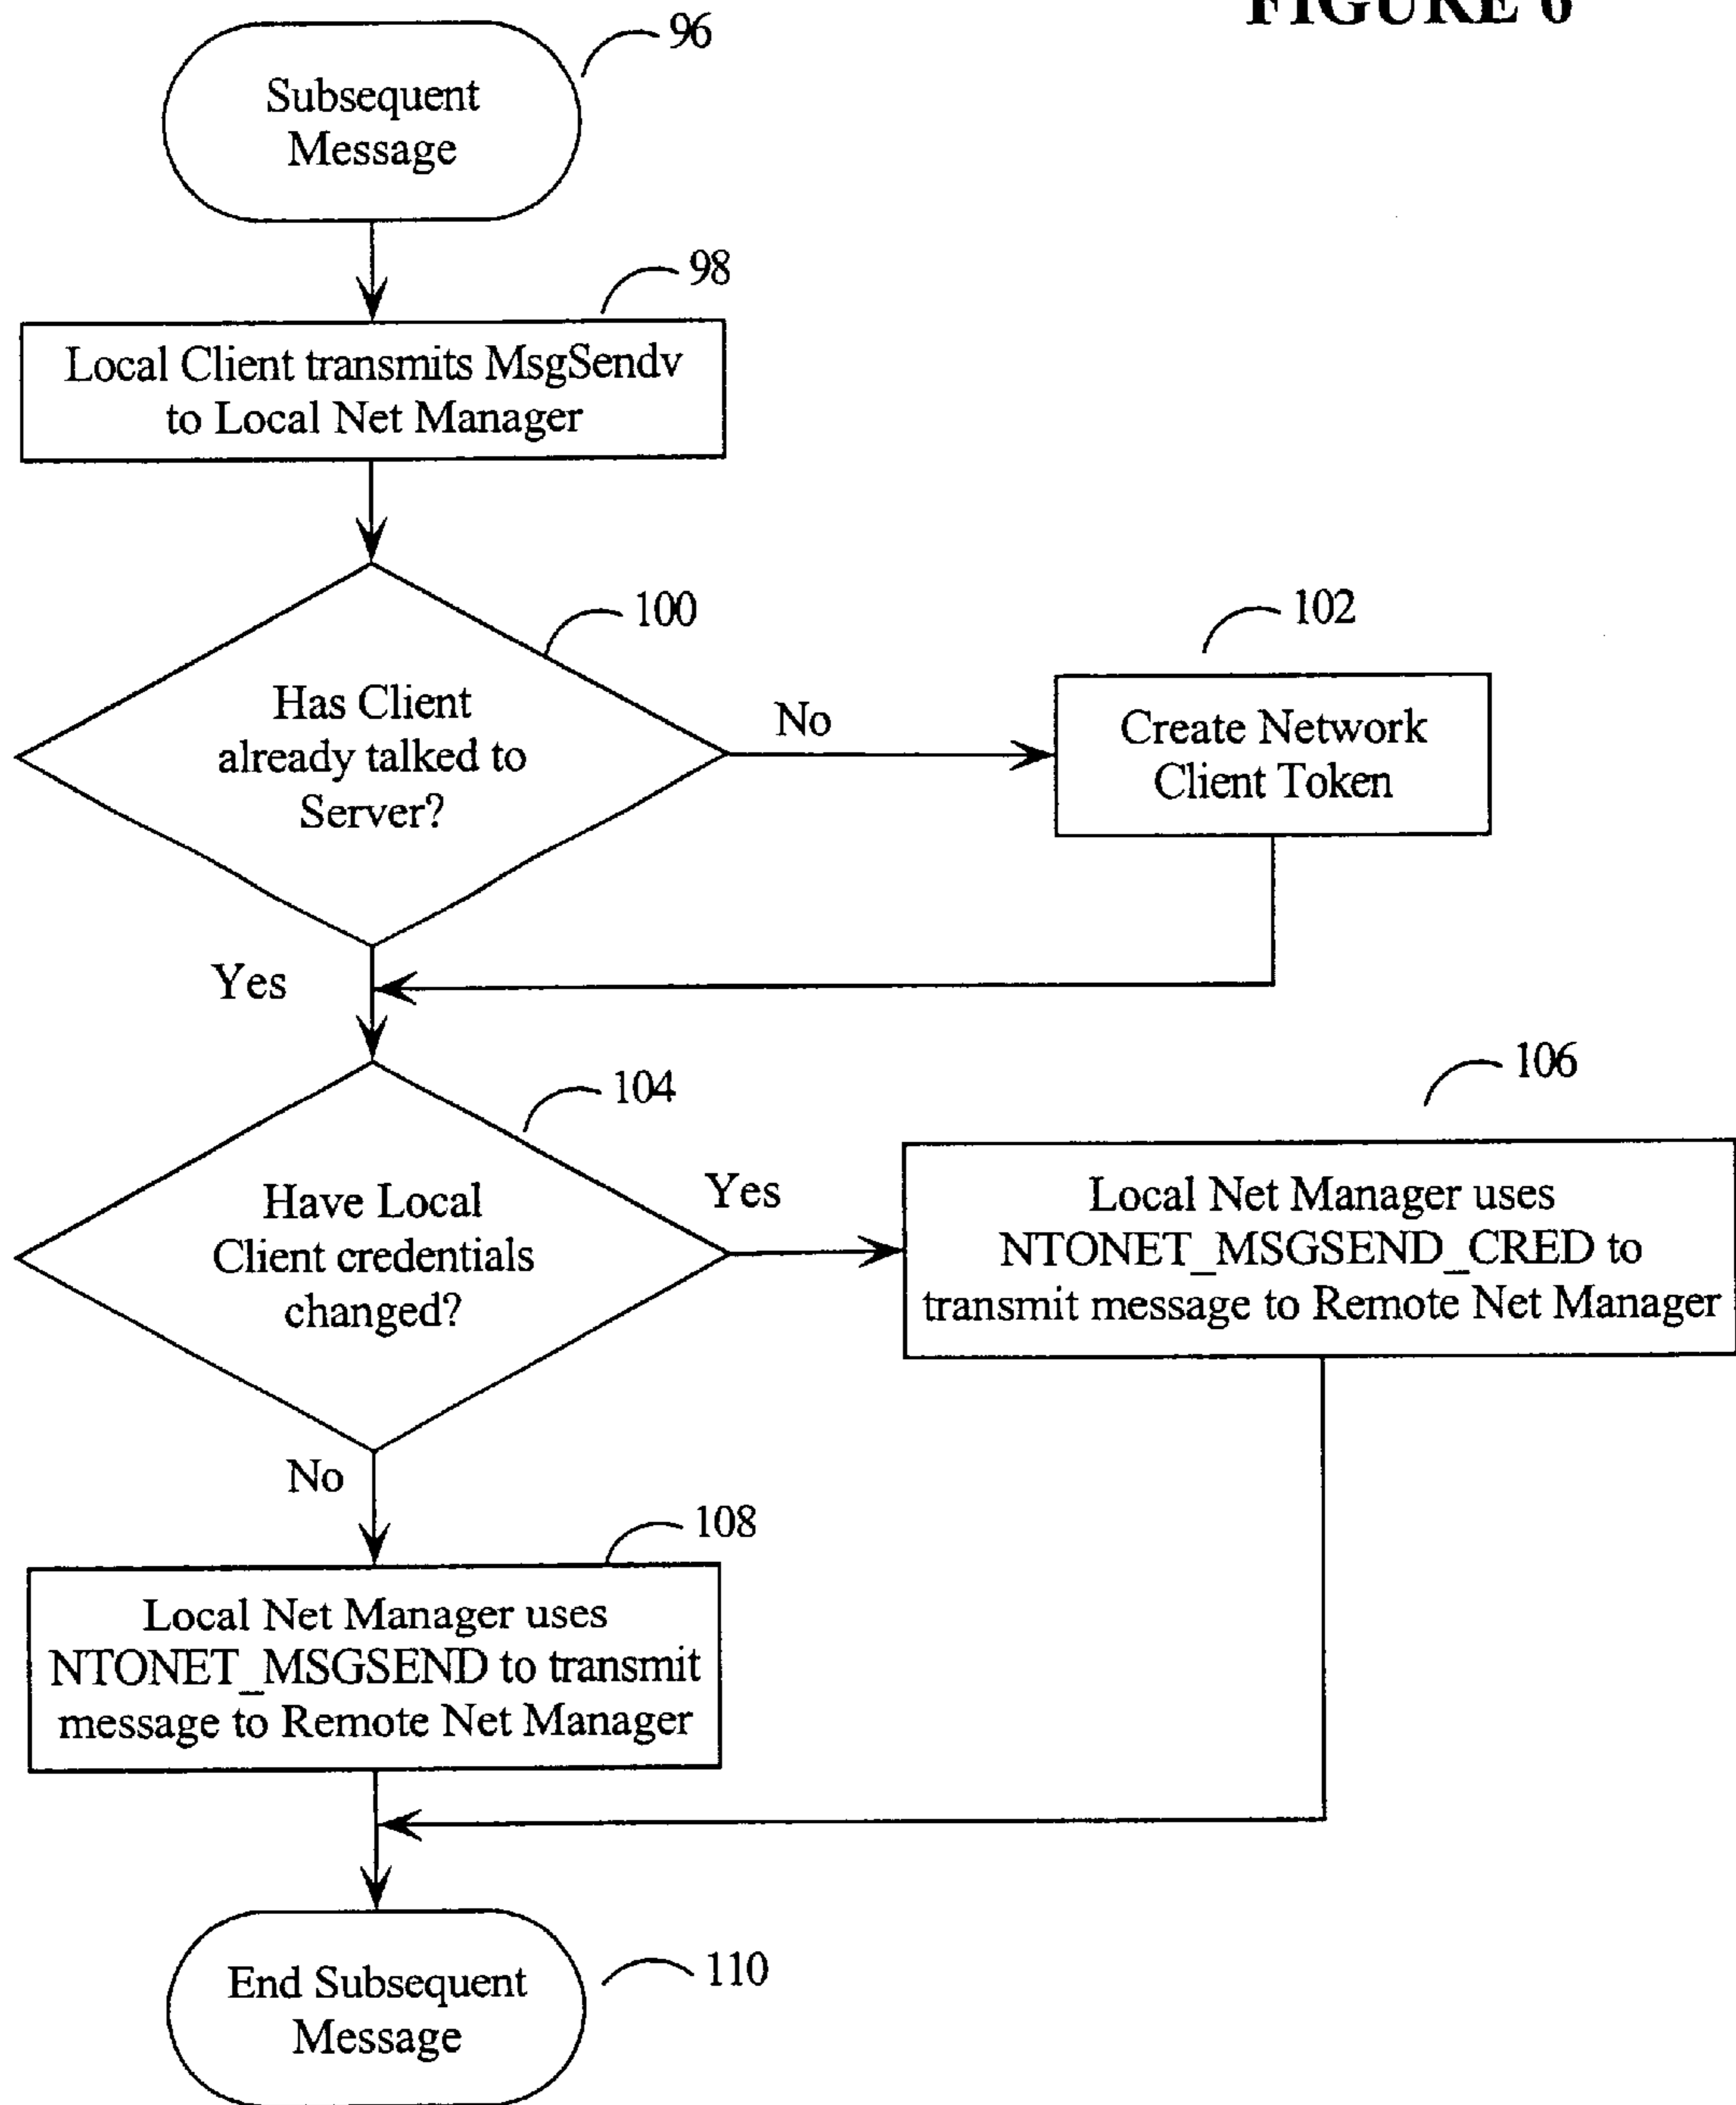 FIGURE 6
96
Subsequent
Message
98
Local Client transmits MsgSendv
to Local Net Manager
100
102
Has Client
already talked to
Server?
No
Create Network
Client Token
Yes
104
106
Have Local
Client credentials
changed?
Yes
Local Net Manager uses
NTONET_MSGSEND_CRED to
transmit message to Remote Net Manager
No
108
Local Net Manager uses
NTONET_MSGSEND to transmit
message to Remote Net Manager
110
End Subsequent
Message